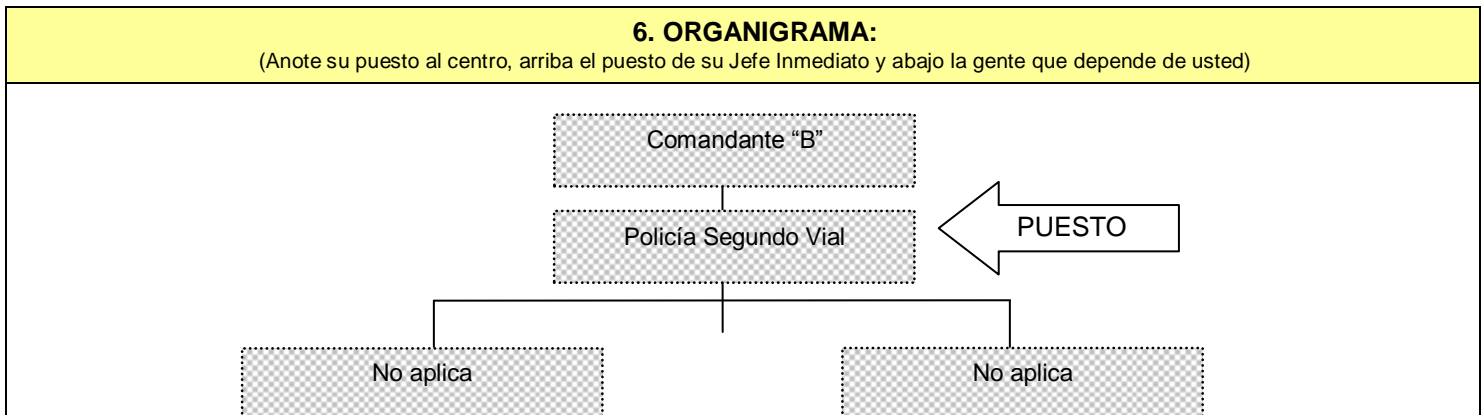 6. ORGANIGRAMA:
(Anote su puesto al centro, arriba el puesto de su Jefe Inmediato y abajo la gente que depende de usted)
Comandante “B”
Policía Segundo Vial
PUESTO
No aplica
No aplica